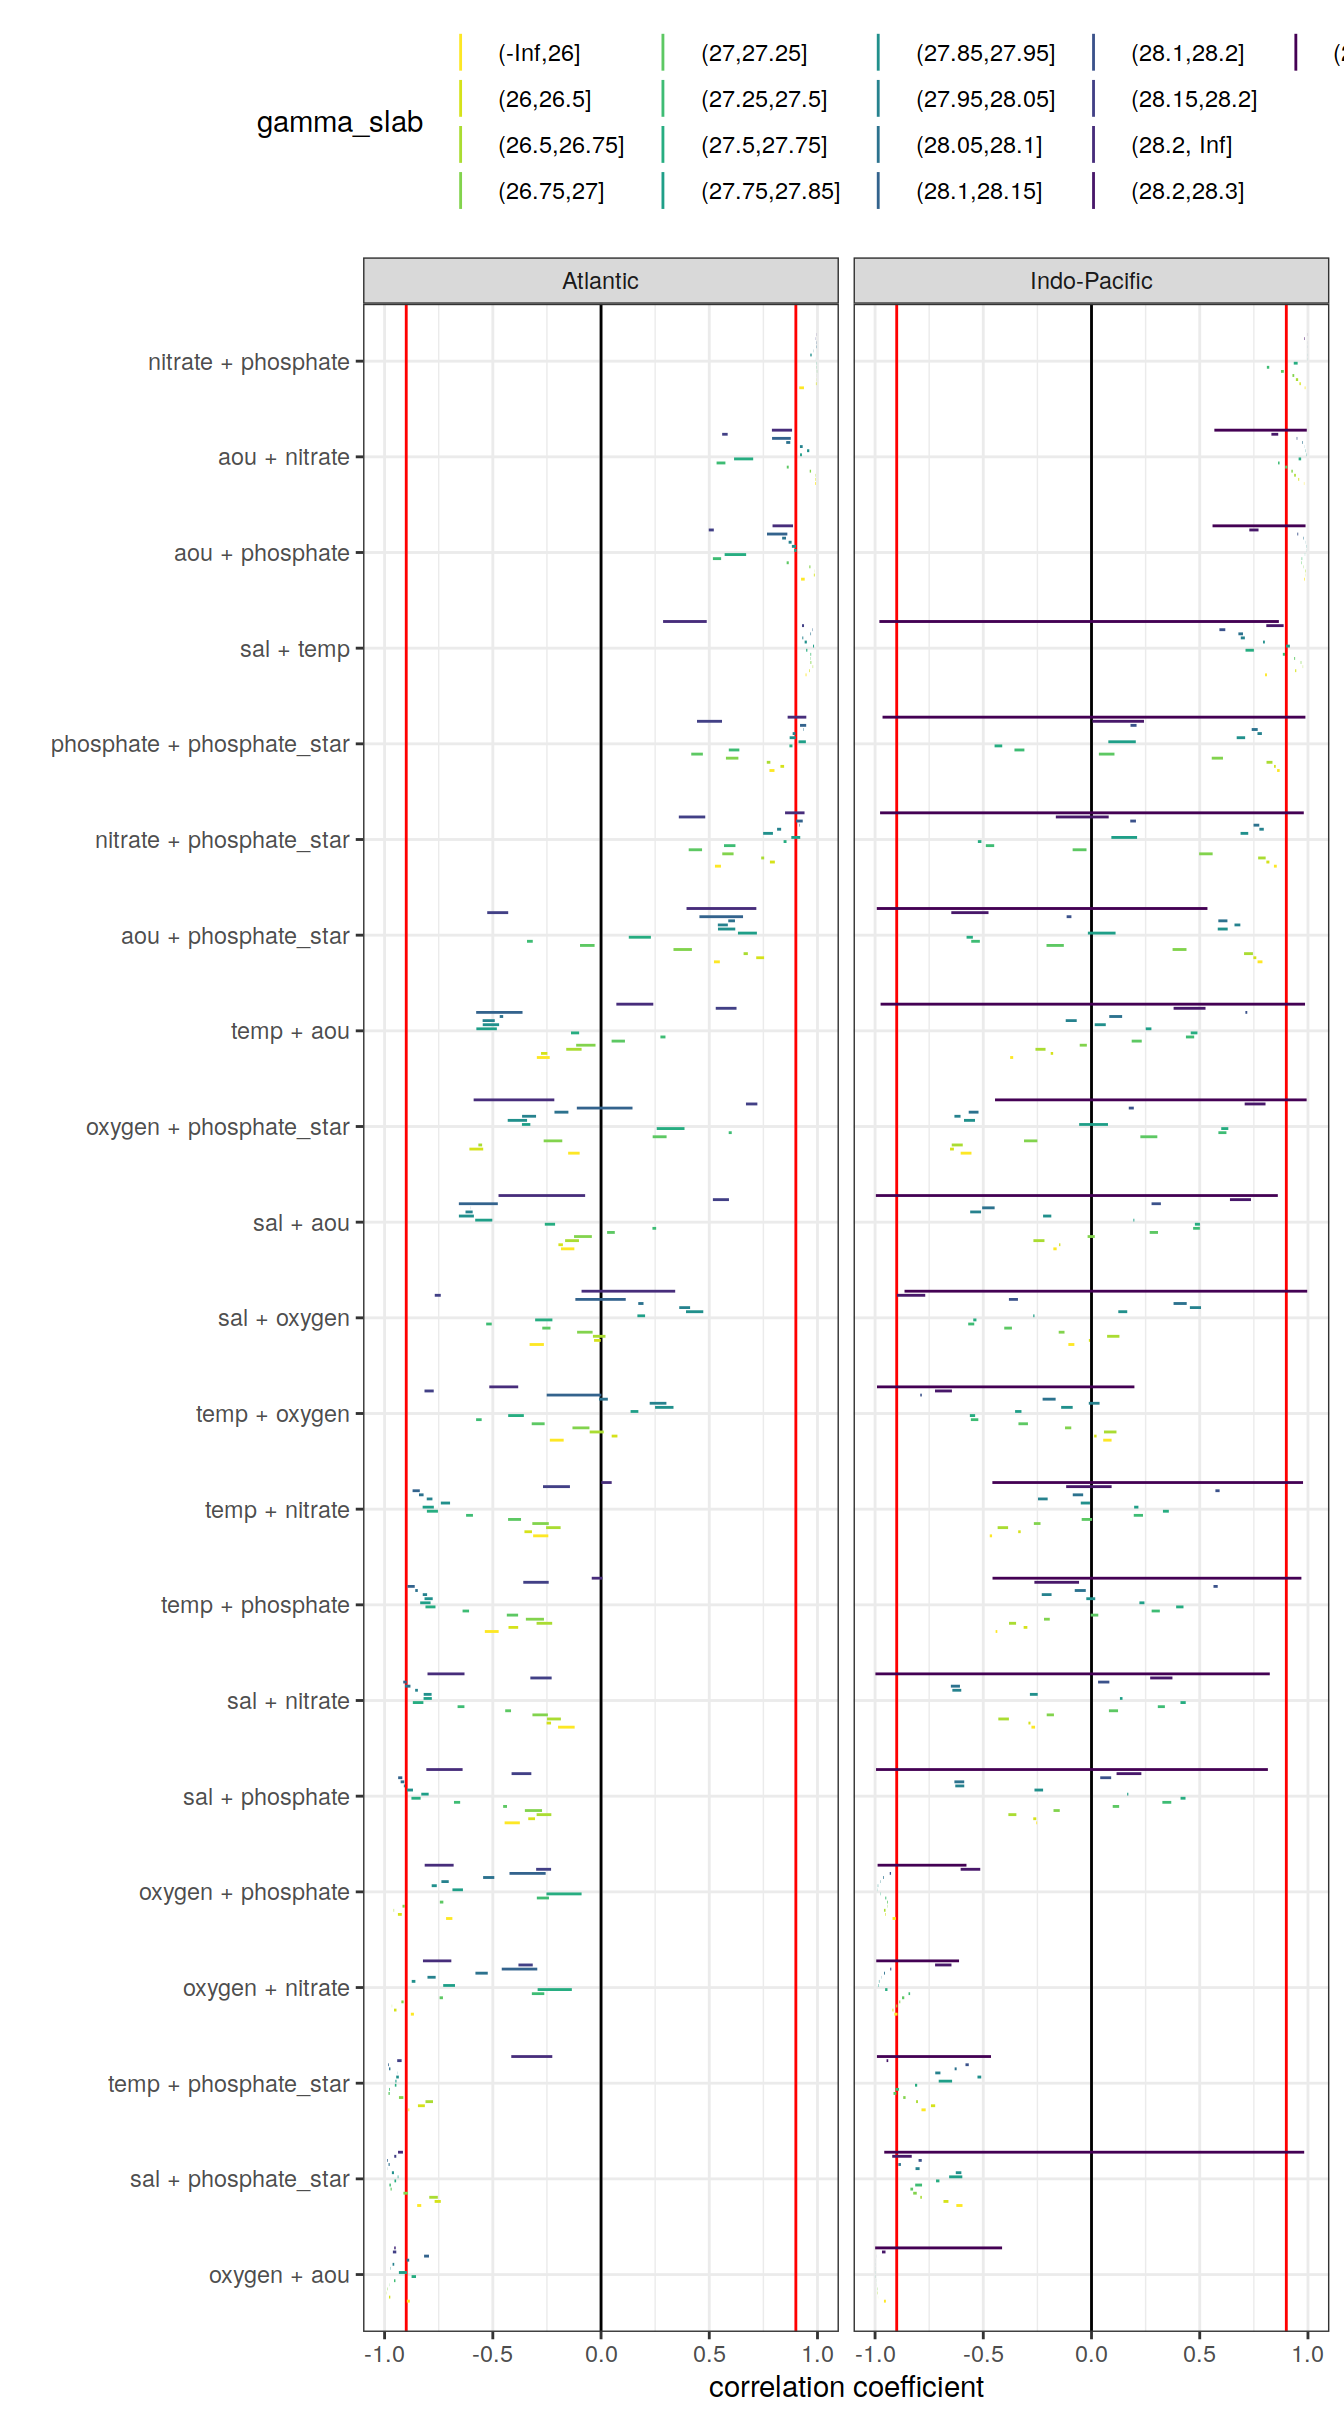 gamma_slab
(-Inf,26]
(26,26.5]
(26.5,26.75]
(26.75,27]
(27,27.25]
(27.25,27.5]
(27.5,27.75]
(27.75,27.85]
(27.85,27.95]
(27.95,28.05]
(28.05,28.1]
(28.1,28.15]
(28.1,28.2]
(28.15,28.2]
(28.2, Inf]
(28.2,28.3]
Atlantic
Indo-Pacific
nitrate + phosphate
aou + nitrate
aou + phosphate
sal + temp
phosphate + phosphate_star
nitrate + phosphate_star
aou + phosphate_star
temp + aou
oxygen + phosphate_star
sal + aou
sal + oxygen
temp + oxygen
temp + nitrate
temp + phosphate
sal + nitrate
sal + phosphate
oxygen + phosphate
oxygen + nitrate
temp + phosphate_star
sal + phosphate_star
oxygen + aou
-1.0 -0.5 0.0 0.5 1.0
-1.0 -0.5 0.0 0.5 1.0
correlation coefficient